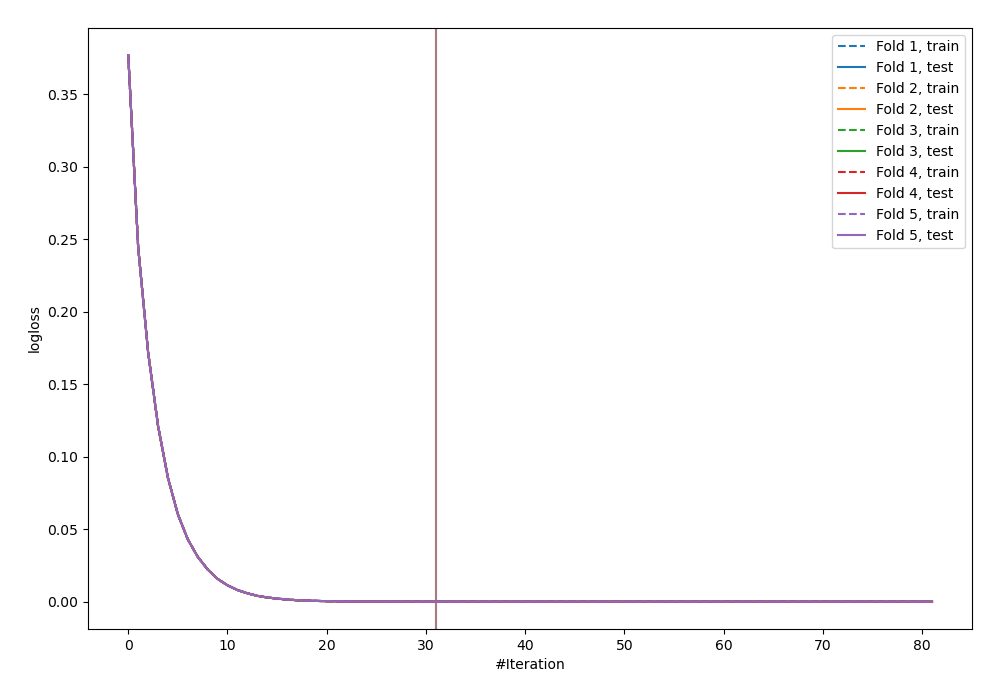 Fold 1, train
Fold 1, test
Fold 2, train
Fold 2, test
Fold 3, train
Fold 3, test
Fold 4, train
Fold 4, test
Fold 5, train
Fold 5, test
logloss
0.35
0.30
0.25
0.20
0.15
0.10
0.05
0.00
0 10 20 30 40 50 60 70 80
#Iteration